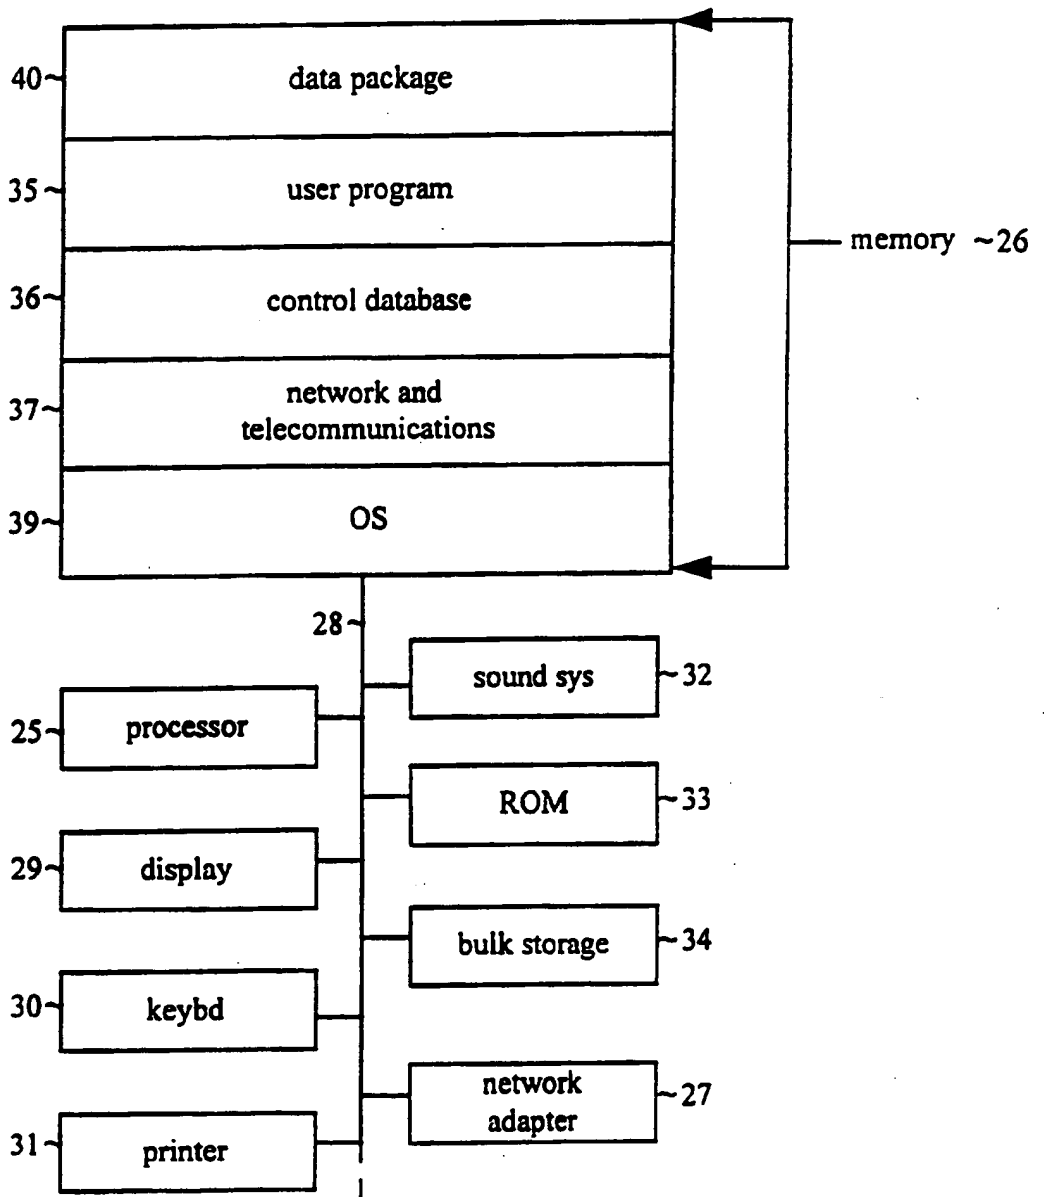 40~ data package
35~ user program
memory ~26
36~ control database
37~ network and
telecommunications
39~ OS
28~
sound sys ~32
25~ processor
ROM ~33
29~ display
bulk storage ~34
30~ keybd
network
adapter ~27
31~ printer